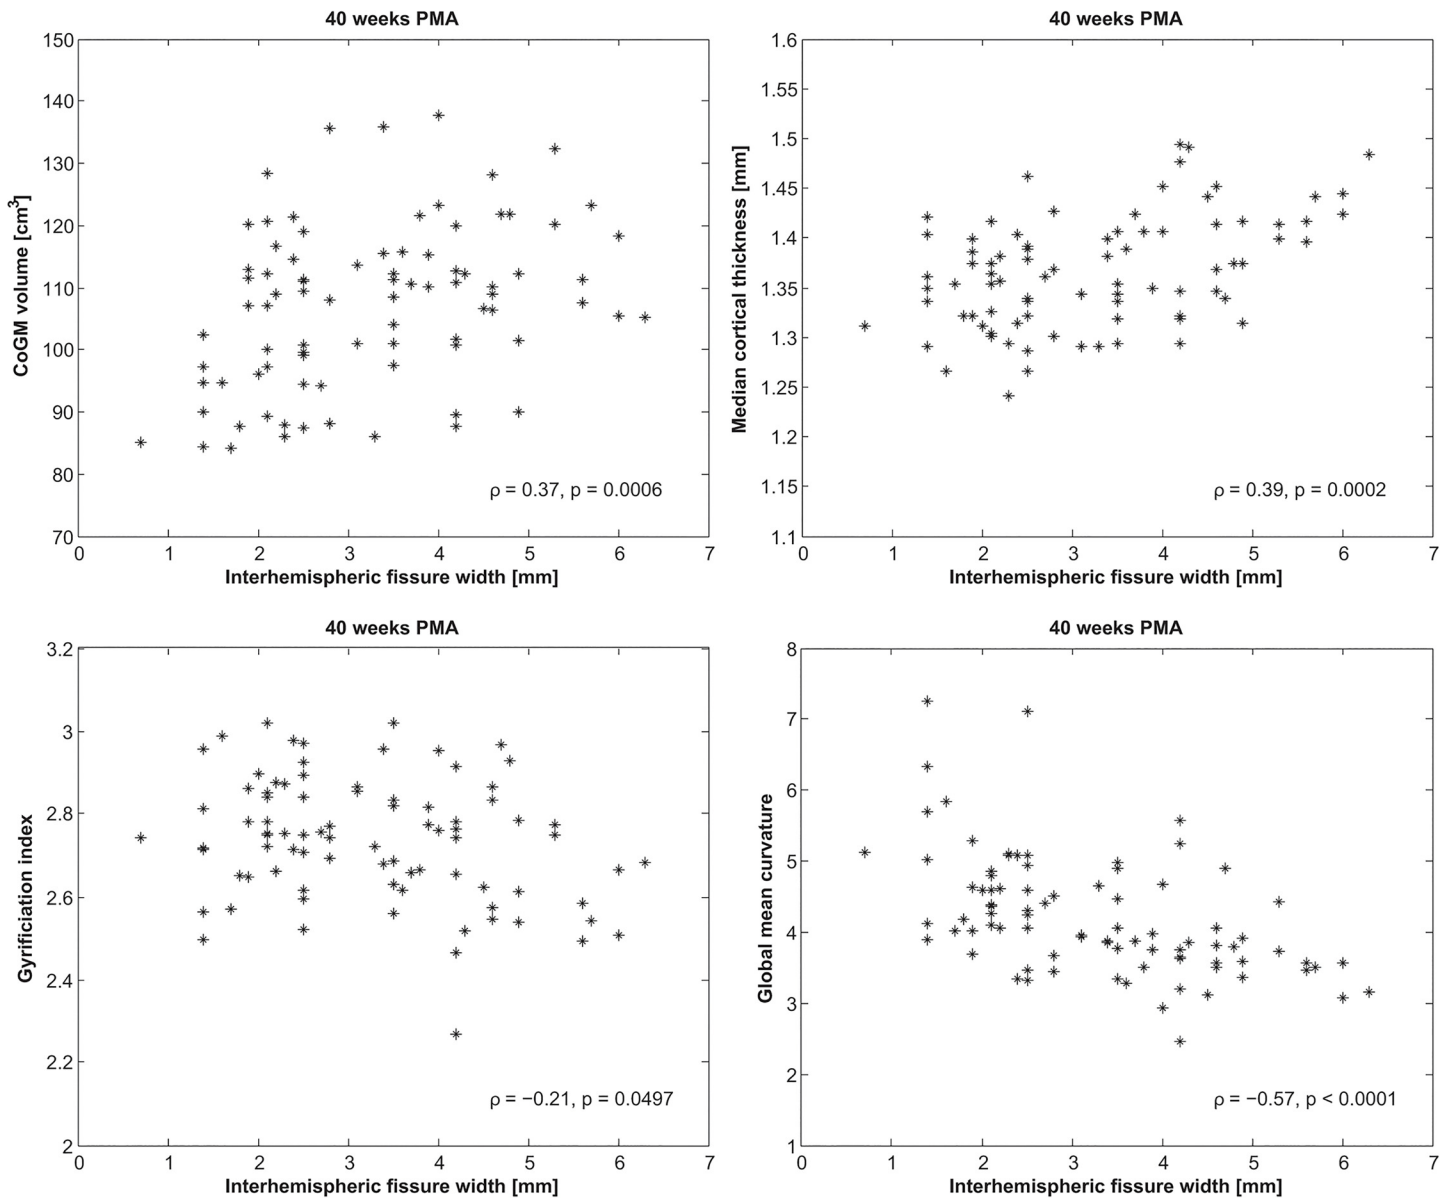 40 weeks PMA
150
140
130
120
110
100
90
80
70
CoGM volume [cm³]
ρ = 0.37, p = 0.0006
0 1 2 3 4 5 6 7
Interhemispheric fissure width [mm]
40 weeks PMA
1.6
1.55
1.5
1.45
1.4
1.35
1.3
1.25
1.2
1.15
1.1
Median cortical thickness [mm]
ρ = 0.39, p = 0.0002
0 1 2 3 4 5 6 7
Interhemispheric fissure width [mm]
40 weeks PMA
3.2
3
2.8
2.6
2.4
2.2
2
Gyrificiation index
ρ = −0.21, p = 0.0497
0 1 2 3 4 5 6 7
Interhemispheric fissure width [mm]
40 weeks PMA
8
7
6
5
4
3
2
1
Global mean curvature
ρ = −0.57, p < 0.0001
0 1 2 3 4 5 6 7
Interhemispheric fissure width [mm]